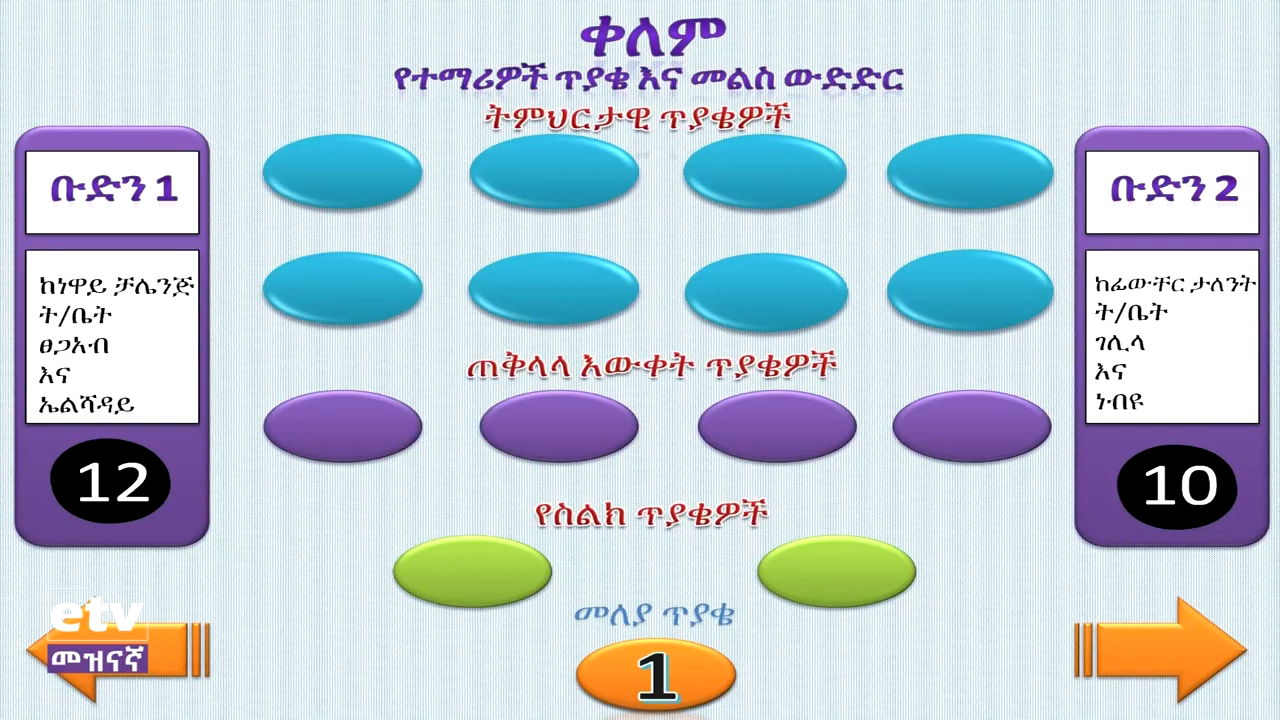 ቀለም
የተማሪዎች ጥያቄ እና መልስ ውድድር
ትምህርታዊ ጥያቄዎች
ቡድን 1
ከነዋይ ቻሌንጅ
ት/ቤት
ፀጋአብ
እና
ኤልሻዳይ
12
ቡድን 2
ከፊውቸር ታለንት
ት/ቤት
ገሊላ
እና
ነብዩ
10
ጠቅላላ እውቀት ጥያቄዎች
የስልክ ጥያቄዎች
መለያ ጥያቄ
1
etv
መዝናኛ